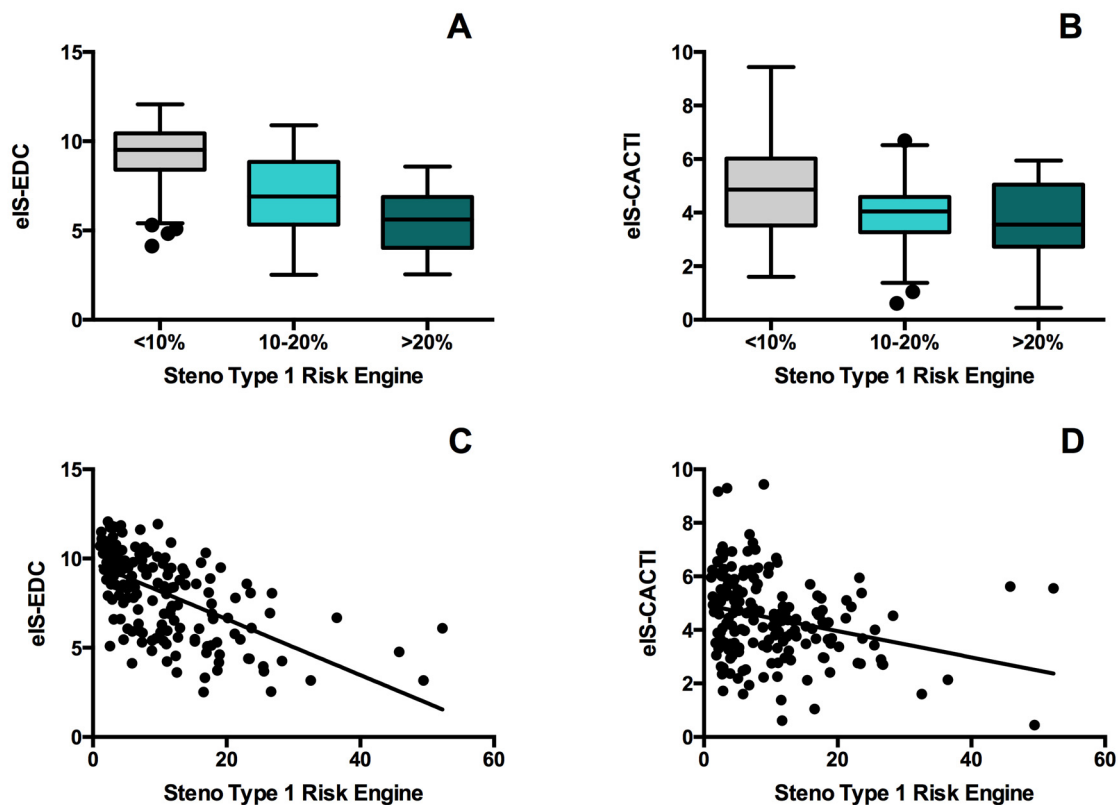 A
15
10
5
0
eIS-EDC
<10%
10-20%
>20%
Steno Type 1 Risk Engine
B
10
8
6
4
2
0
eIS-CACTI
<10%
10-20%
>20%
Steno Type 1 Risk Engine
C
15
10
5
0
eIS-EDC
0
20
40
60
Steno Type 1 Risk Engine
D
10
8
6
4
2
0
eIS-CACTI
0
20
40
60
Steno Type 1 Risk Engine